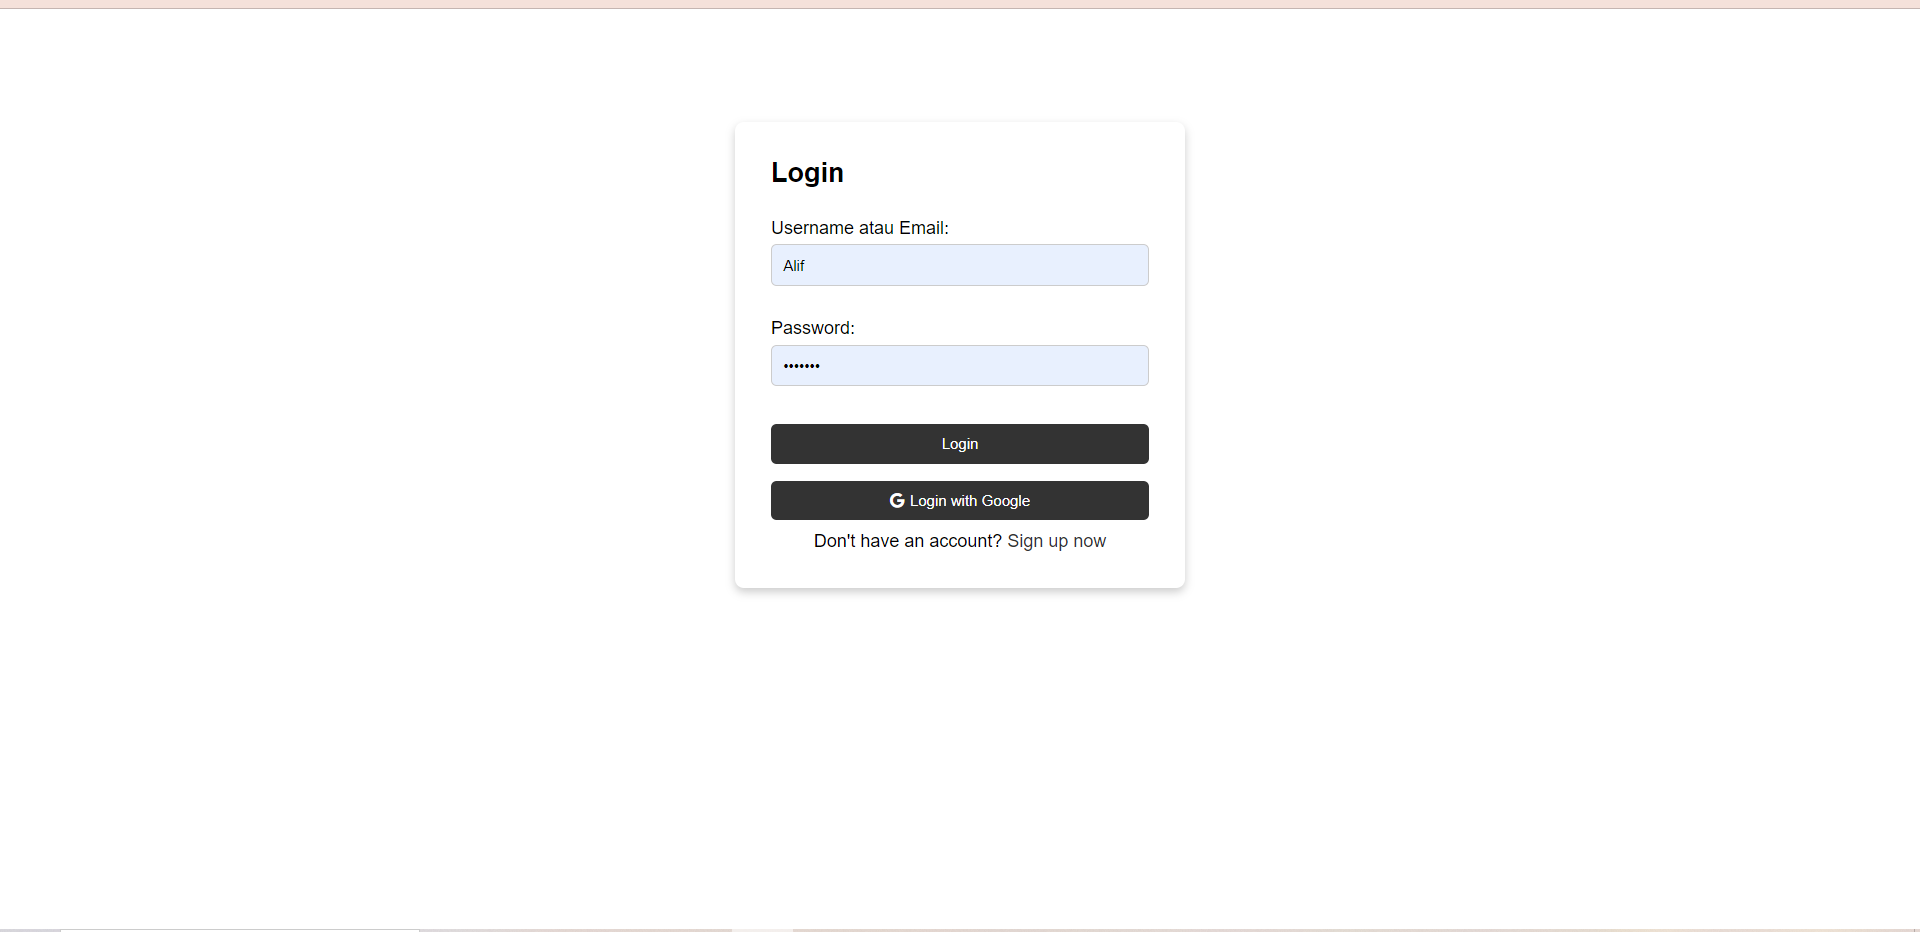 Login
Username atau Email:
Alif
Password:
•••••••
Login
Login with Google
Don't have an account? Sign up now